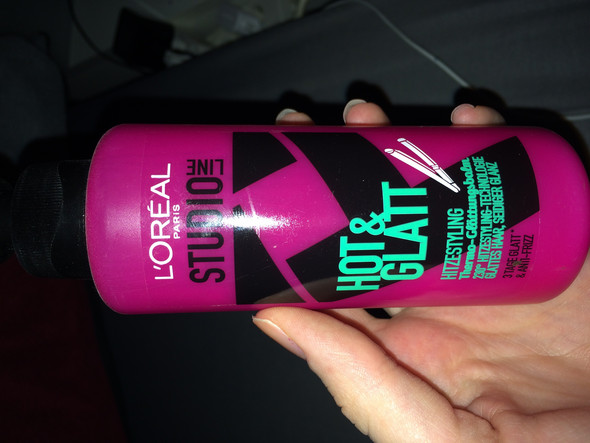 L'ORÉAL
PARIS
STUDIO
LINE
HOT &
GLATT
HITZESTYLING
Thermo-Glättungsbalm
230° HITZESTYLING-TECHNOLOGIE
GLATTES HAAR, SEIDIGER GLANZ
3 TAGE GLATT*
& ANTI-FRIZZ